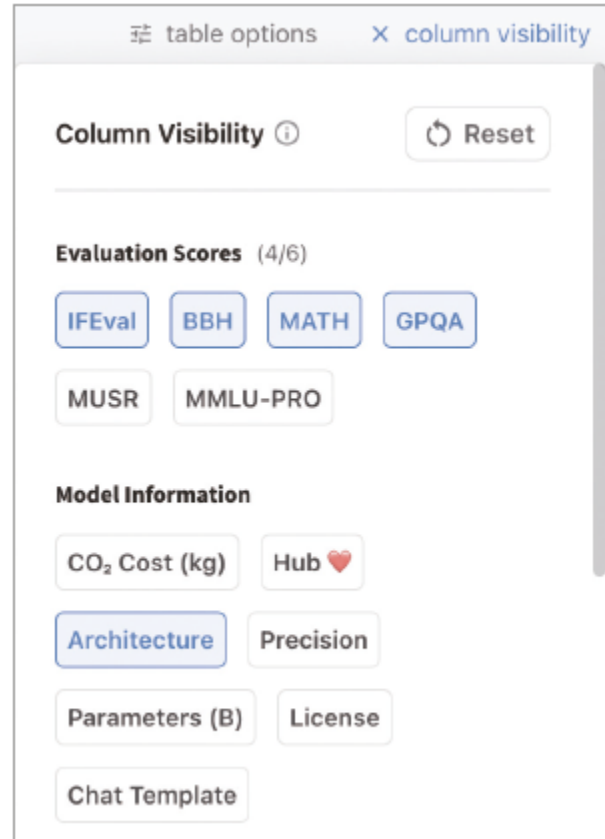 table options × column visibility
Column Visibility ⓘ Reset
Evaluation Scores (4/6)
IFEval BBH MATH GPQA
MUSR MMLU-PRO
Model Information
CO₂ Cost (kg) Hub ❤️
Architecture Precision
Parameters (B) License
Chat Template